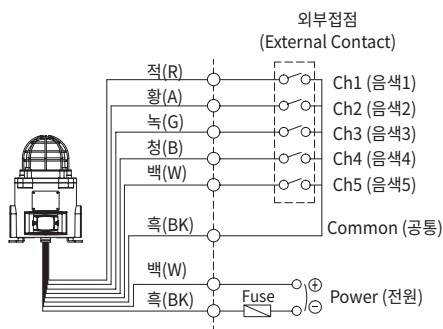 외부접점
(External Contact)
적(R) Ch1 (음색1)
황(A) Ch2 (음색2)
녹(G) Ch3 (음색3)
청(B) Ch4 (음색4)
백(W) Ch5 (음색5)
흑(BK) Common (공통)
백(W) ⊕
흑(BK) Fuse ⊖ Power (전원)